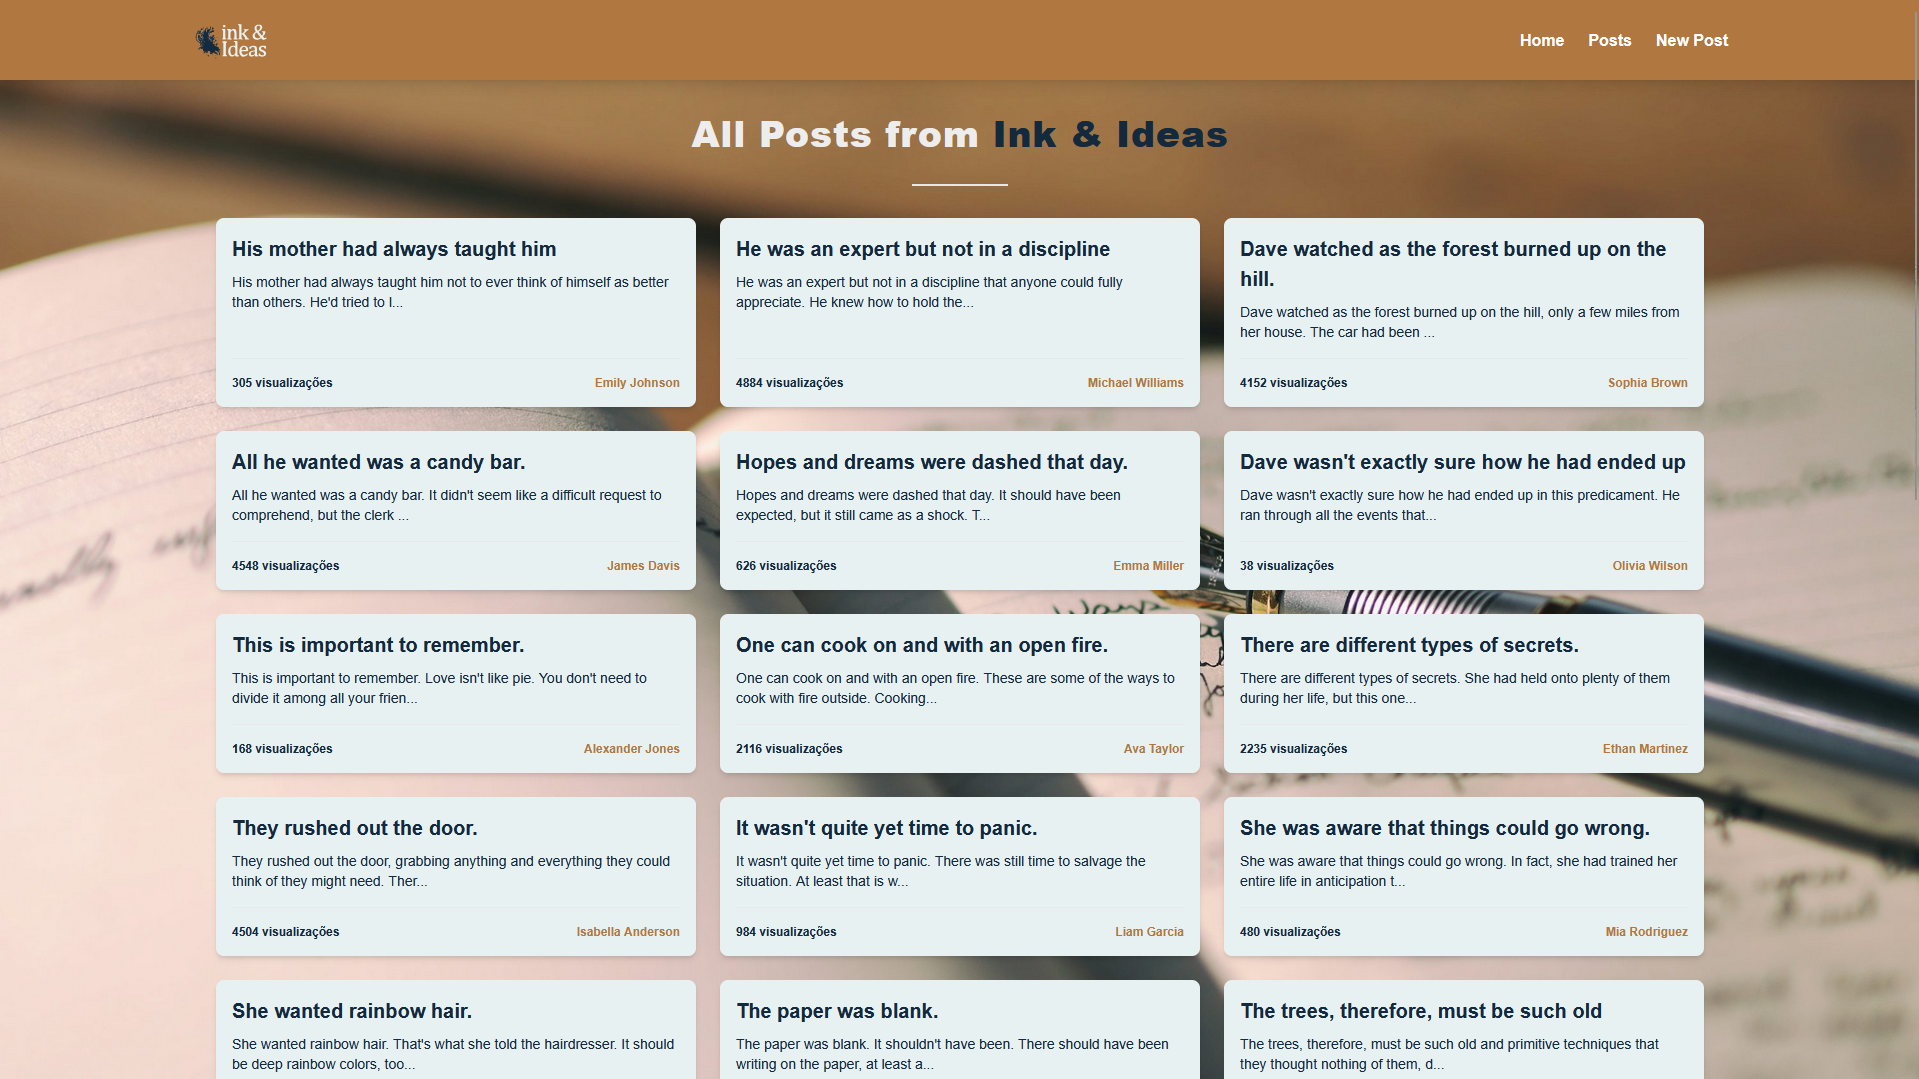 ink &
Ideas
Home Posts New Post
All Posts from Ink & Ideas
His mother had always taught him
His mother had always taught him not to ever think of himself as better
than others. He'd tried to l...
305 visualizações Emily Johnson
He was an expert but not in a discipline
He was an expert but not in a discipline that anyone could fully
appreciate. He knew how to hold the...
4884 visualizações Michael Williams
Dave watched as the forest burned up on the
hill.
Dave watched as the forest burned up on the hill, only a few miles from
her house. The car had been ...
4152 visualizações Sophia Brown
All he wanted was a candy bar.
All he wanted was a candy bar. It didn't seem like a difficult request to
comprehend, but the clerk ...
4548 visualizações James Davis
Hopes and dreams were dashed that day.
Hopes and dreams were dashed that day. It should have been
expected, but it still came as a shock. T...
626 visualizações Emma Miller
Dave wasn't exactly sure how he had ended up
Dave wasn't exactly sure how he had ended up in this predicament. He
ran through all the events that...
38 visualizações Olivia Wilson
This is important to remember.
This is important to remember. Love isn't like pie. You don't need to
divide it among all your frien...
168 visualizações Alexander Jones
One can cook on and with an open fire.
One can cook on and with an open fire. These are some of the ways to
cook with fire outside. Cooking...
2116 visualizações Ava Taylor
There are different types of secrets.
There are different types of secrets. She had held onto plenty of them
during her life, but this one...
2235 visualizações Ethan Martinez
They rushed out the door.
They rushed out the door, grabbing anything and everything they could
think of they might need. Ther...
4504 visualizações Isabella Anderson
It wasn't quite yet time to panic.
It wasn't quite yet time to panic. There was still time to salvage the
situation. At least that is w...
984 visualizações Liam Garcia
She was aware that things could go wrong.
She was aware that things could go wrong. In fact, she had trained her
entire life in anticipation t...
480 visualizações Mia Rodriguez
She wanted rainbow hair.
She wanted rainbow hair. That's what she told the hairdresser. It should
be deep rainbow colors, too...
The paper was blank.
The paper was blank. It shouldn't have been. There should have been
writing on the paper, at least a...
The trees, therefore, must be such old
The trees, therefore, must be such old and primitive techniques that
they thought nothing of them, d...